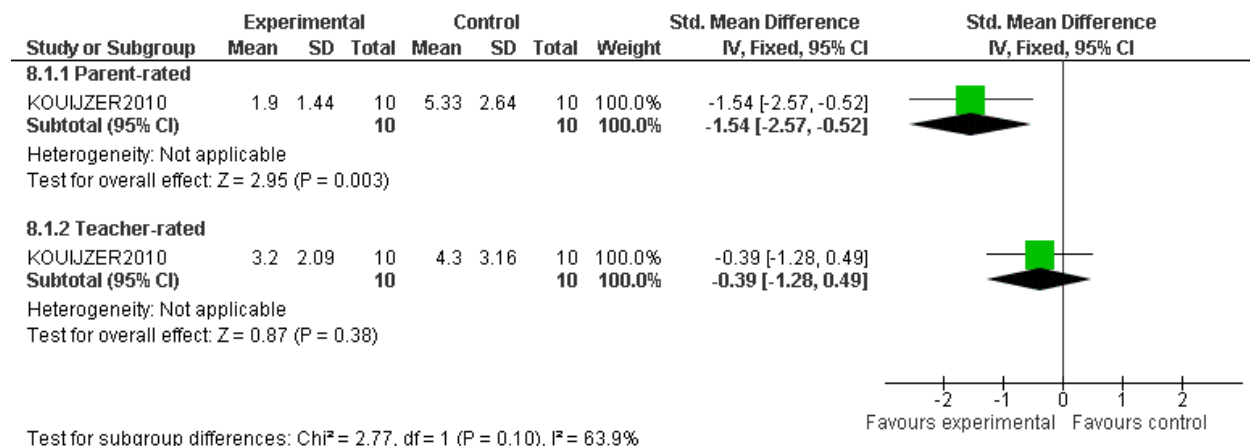 Experimental Control Std. Mean Difference Std. Mean Difference
Study or Subgroup Mean SD Total Mean SD Total Weight IV, Fixed, 95% CI IV, Fixed, 95% CI
8.1.1 Parent-rated
KOUIJZER2010 1.9 1.44 10 5.33 2.64 10 100.0% -1.54 [-2.57, -0.52]
Subtotal (95% CI) 10 10 100.0% -1.54 [-2.57, -0.52]
Heterogeneity: Not applicable
Test for overall effect: Z = 2.95 (P = 0.003)
8.1.2 Teacher-rated
KOUIJZER2010 3.2 2.09 10 4.3 3.16 10 100.0% -0.39 [-1.28, 0.49]
Subtotal (95% CI) 10 10 100.0% -0.39 [-1.28, 0.49]
Heterogeneity: Not applicable
Test for overall effect: Z = 0.87 (P = 0.38)
-2 -1 0 1 2
Favours experimental Favours control
Test for subgroup differences: Chi² = 2.77, df = 1 (P = 0.10), I² = 63.9%